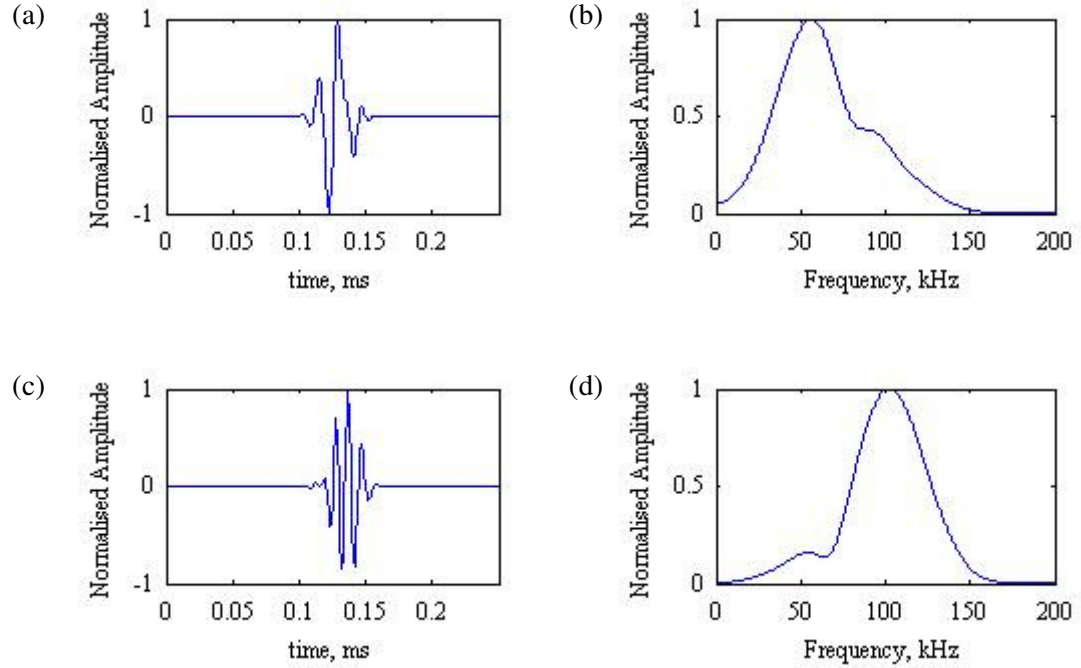 (a)
Normalised Amplitude
1
0
-1
0 0.05 0.1 0.15 0.2
time, ms
(b)
Normalised Amplitude
1
0.5
0
0 50 100 150 200
Frequency, kHz
(c)
Normalised Amplitude
1
0
-1
0 0.05 0.1 0.15 0.2
time, ms
(d)
Normalised Amplitude
1
0.5
0
0 50 100 150 200
Frequency, kHz